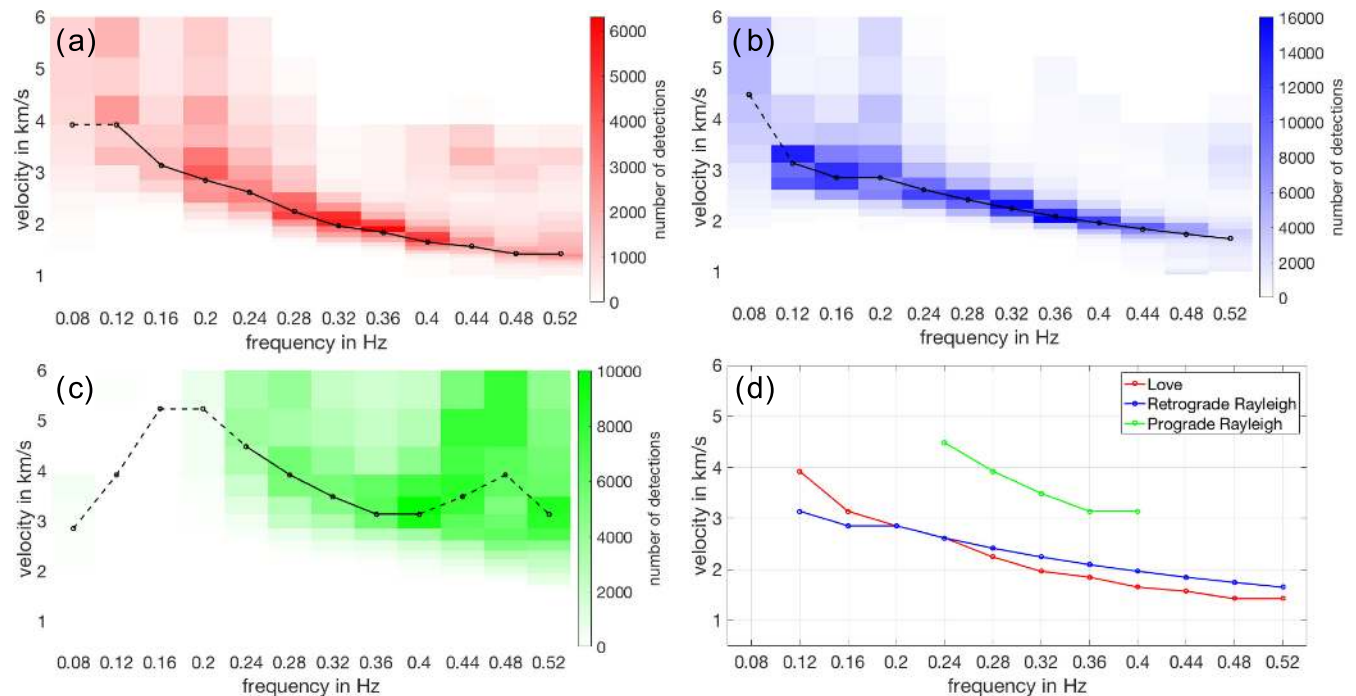 (a)
6
5
4
3
2
1
velocity in km/s
0.08 0.12 0.16 0.2 0.24 0.28 0.32 0.36 0.4 0.44 0.48 0.52
frequency in Hz
6000
5000
4000
3000
2000
1000
0
number of detections
(b)
6
5
4
3
2
1
velocity in km/s
0.08 0.12 0.16 0.2 0.24 0.28 0.32 0.36 0.4 0.44 0.48 0.52
frequency in Hz
16000
14000
12000
10000
8000
6000
4000
2000
0
number of detections
(c)
6
5
4
3
2
1
velocity in km/s
0.08 0.12 0.16 0.2 0.24 0.28 0.32 0.36 0.4 0.44 0.48 0.52
frequency in Hz
10000
8000
6000
4000
2000
0
number of detections
(d)
Love
Retrograde Rayleigh
Prograde Rayleigh
6
5
4
3
2
1
velocity in km/s
0.08 0.12 0.16 0.2 0.24 0.28 0.32 0.36 0.4 0.44 0.48 0.52
frequency in Hz